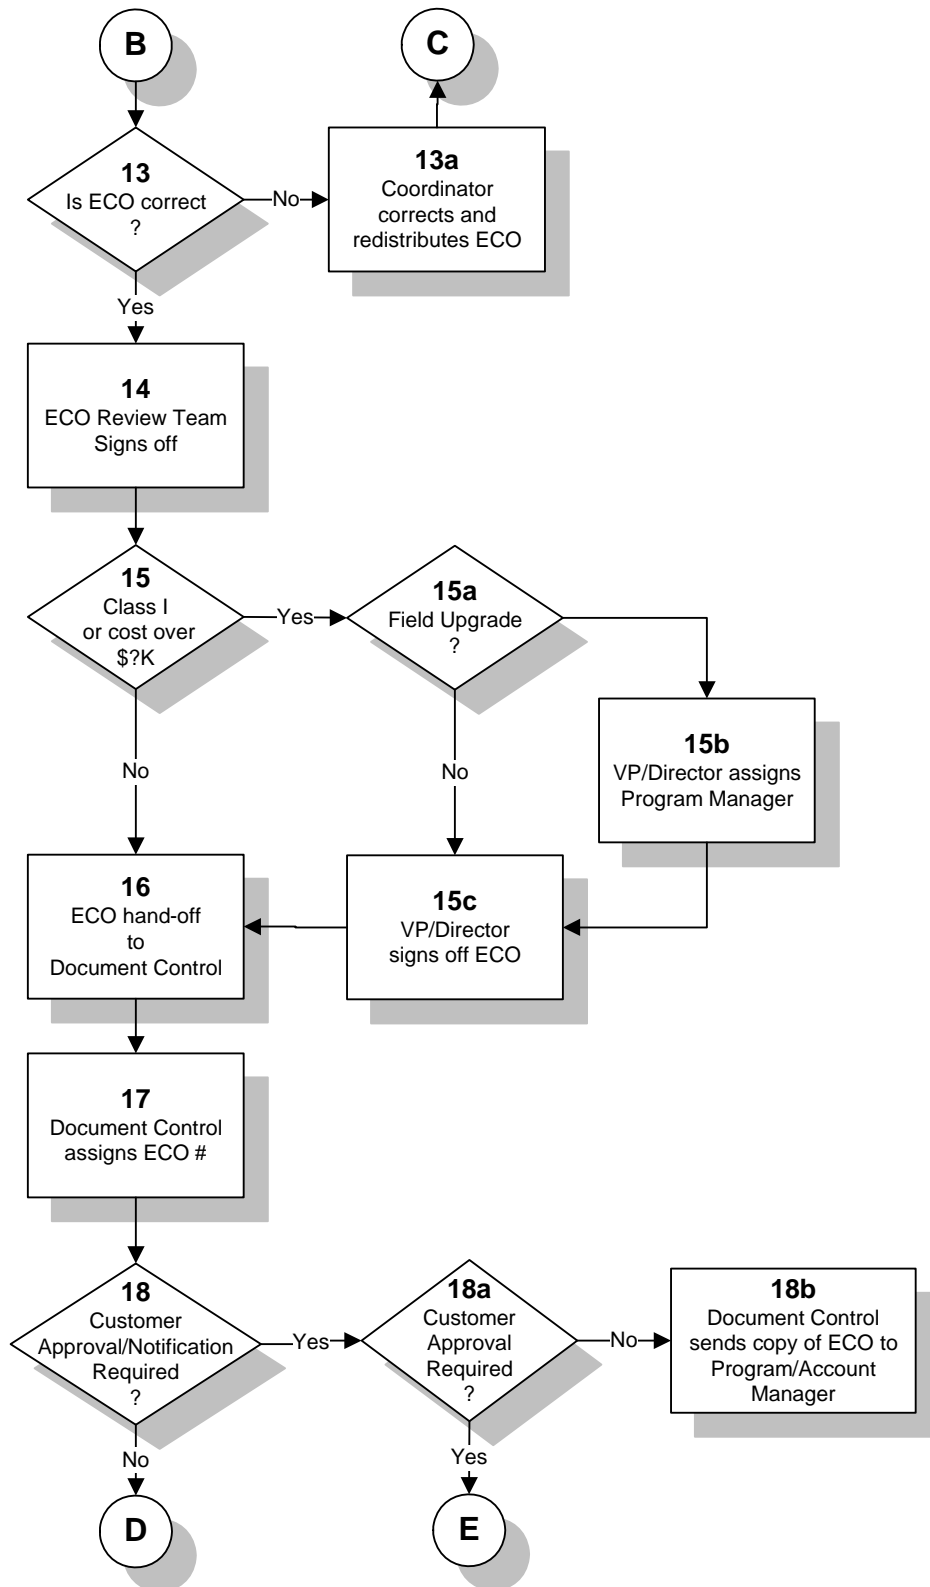 B
C
13
Is ECO correct
?
No
13a
Coordinator
corrects and
redistributes ECO
Yes
14
ECO Review Team
Signs off
15
Class I
or cost over
$?K
Yes
15a
Field Upgrade
?
No
No
15b
VP/Director assigns
Program Manager
16
ECO hand-off
to
Document Control
15c
VP/Director
signs off ECO
17
Document Control
assigns ECO #
18
Customer
Approval/Notification
Required
?
Yes
18a
Customer
Approval
Required
?
No
18b
Document Control
sends copy of ECO to
Program/Account
Manager
No
Yes
D
E